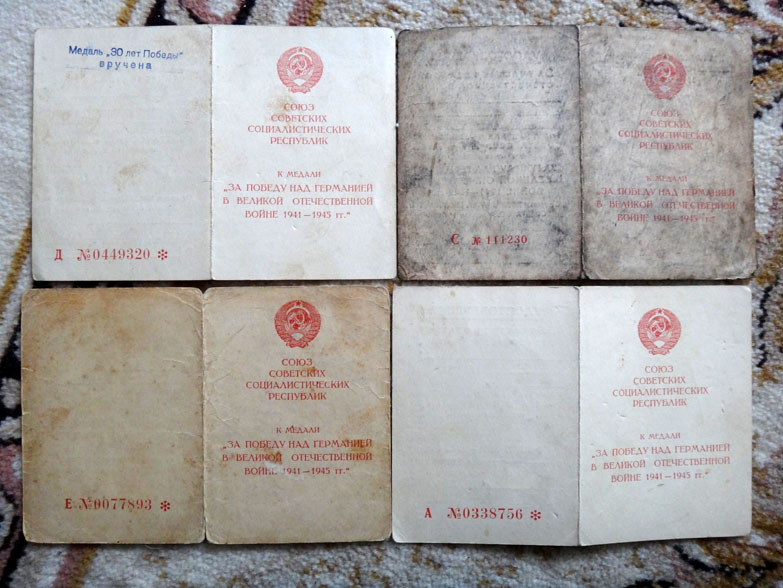 Медаль „30 лет Победы"
вручена
Д №0449320 *
СОЮЗ
СОВЕТСКИХ
СОЦИАЛИСТИЧЕСКИХ
РЕСПУБЛИК
К МЕДАЛИ
„ЗА ПОБЕДУ НАД ГЕРМАНИЕЙ
В ВЕЛИКОЙ ОТЕЧЕСТВЕННОЙ
ВОЙНЕ 1941—1945 гг."
С № 111230
СОЮЗ
СОВЕТСКИХ
СОЦИАЛИСТИЧЕСКИХ
РЕСПУБЛИК
К МЕДАЛИ
„ЗА ПОБЕДУ НАД ГЕРМАНИЕЙ
В ВЕЛИКОЙ ОТЕЧЕСТВЕННОЙ
ВОЙНЕ 1941—1945 гг."
Е №0077893 *
СОЮЗ
СОВЕТСКИХ
СОЦИАЛИСТИЧЕСКИХ
РЕСПУБЛИК
К МЕДАЛИ
„ЗА ПОБЕДУ НАД ГЕРМАНИЕЙ
В ВЕЛИКОЙ ОТЕЧЕСТВЕННОЙ
ВОЙНЕ 1941—1945 гг."
А №0338756 *
СОЮЗ
СОВЕТСКИХ
СОЦИАЛИСТИЧЕСКИХ
РЕСПУБЛИК
К МЕДАЛИ
„ЗА ПОБЕДУ НАД ГЕРМАНИЕЙ
В ВЕЛИКОЙ ОТЕЧЕСТВЕННОЙ
ВОЙНЕ 1941—1945 гг."